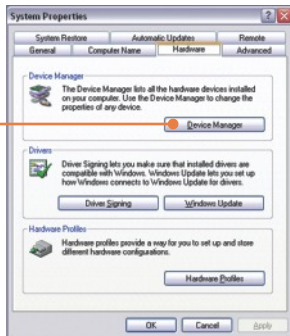 System Properties
System Restore
Automatic Updates
Remote
General
Computer Name
Hardware
Advanced
Device Manager
The Device Manager lists all the hardware devices installed
on your computer. Use the Device Manager to change the
properties of any device.
Device Manager
Drivers
Driver Signing lets you make sure that installed drivers are
compatible with Windows. Windows Update lets you set up
how Windows connects to Windows Update for drivers.
Driver Signing
Windows Update
Hardware Profiles
Hardware profiles provide a way for you to set up and store
different hardware configurations.
Hardware Profiles
OK
Cancel
Apply